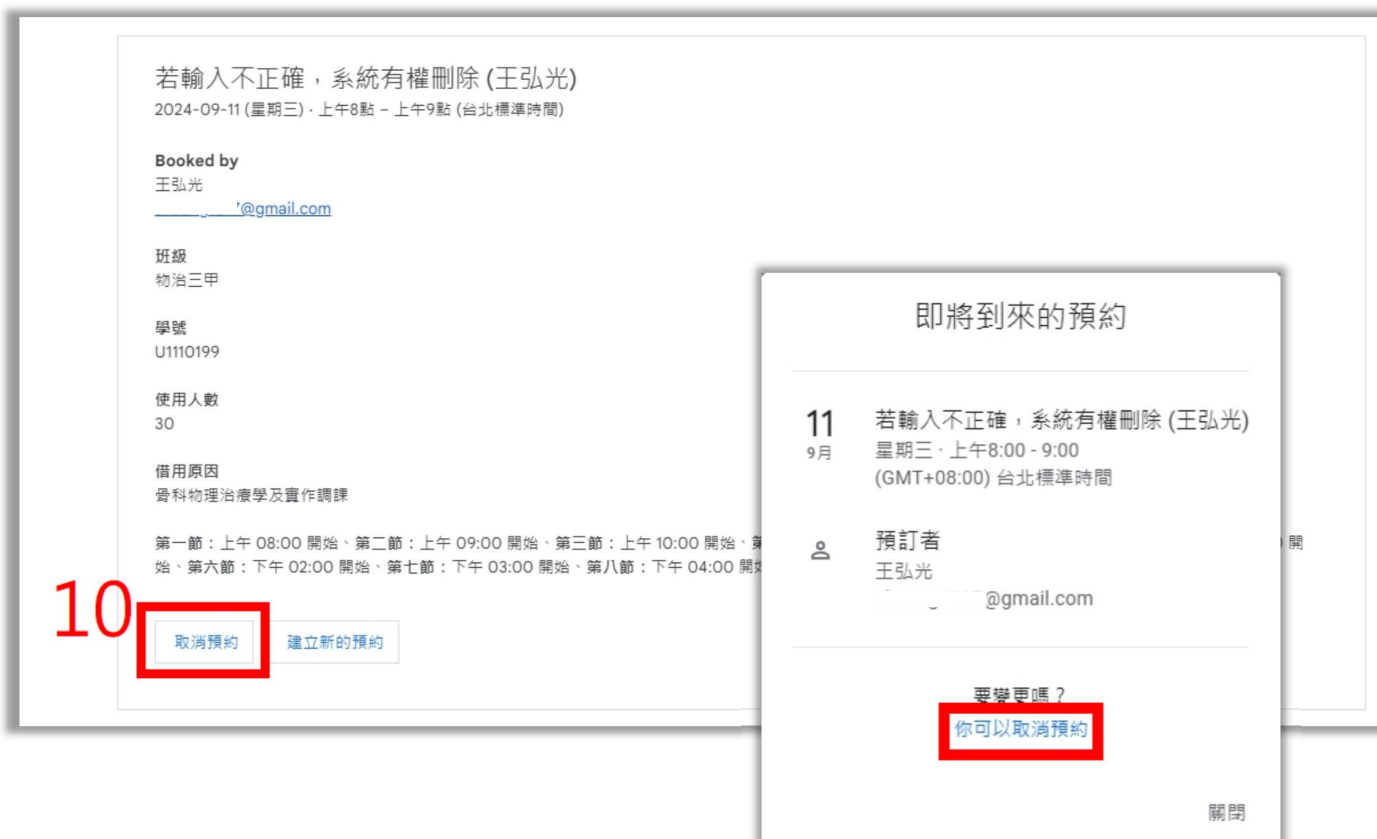 若輸入不正確，系統有權刪除 (王弘光)
2024-09-11 (星期三) · 上午8點 – 上午9點 (台北標準時間)
Booked by
王弘光
@gmail.com
班級
物治三甲
學號
U1110199
使用人數
30
借用原因
骨科物理治療學及實作調課
第一節：上午 08:00 開始、第二節：上午 09:00 開始、第三節：上午 10:00 開始、第
開
始、第六節：下午 02:00 開始、第七節：下午 03:00 開始、第八節：下午 04:00 開
10
取消預約
建立新的預約
即將到來的預約
11
9月
若輸入不正確，系統有權刪除 (王弘光)
星期三 · 上午8:00 - 9:00
(GMT+08:00) 台北標準時間
預訂者
王弘光
@gmail.com
要變更嗎？
你可以取消預約
關閉